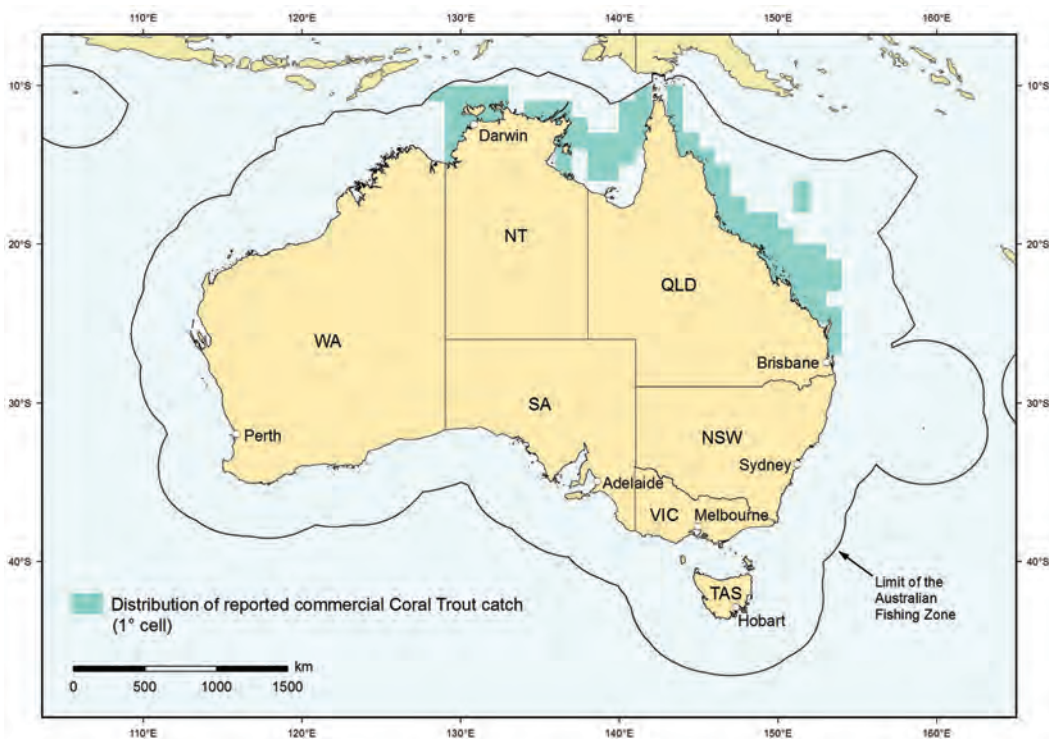 110°E 120°E 130°E 140°E 150°E 160°E
10°S 10°S
Darwin
20°S NT 20°S
QLD
WA
Brisbane
SA
30°S 30°S
Perth NSW
Sydney
Adelaide
VIC Melbourne
40°S 40°S
Limit of the
Australian
Fishing Zone
TAS
Hobart
Distribution of reported commercial Coral Trout catch
(1° cell)
km
0 500 1000 1500
110°E 120°E 130°E 140°E 150°E 160°E